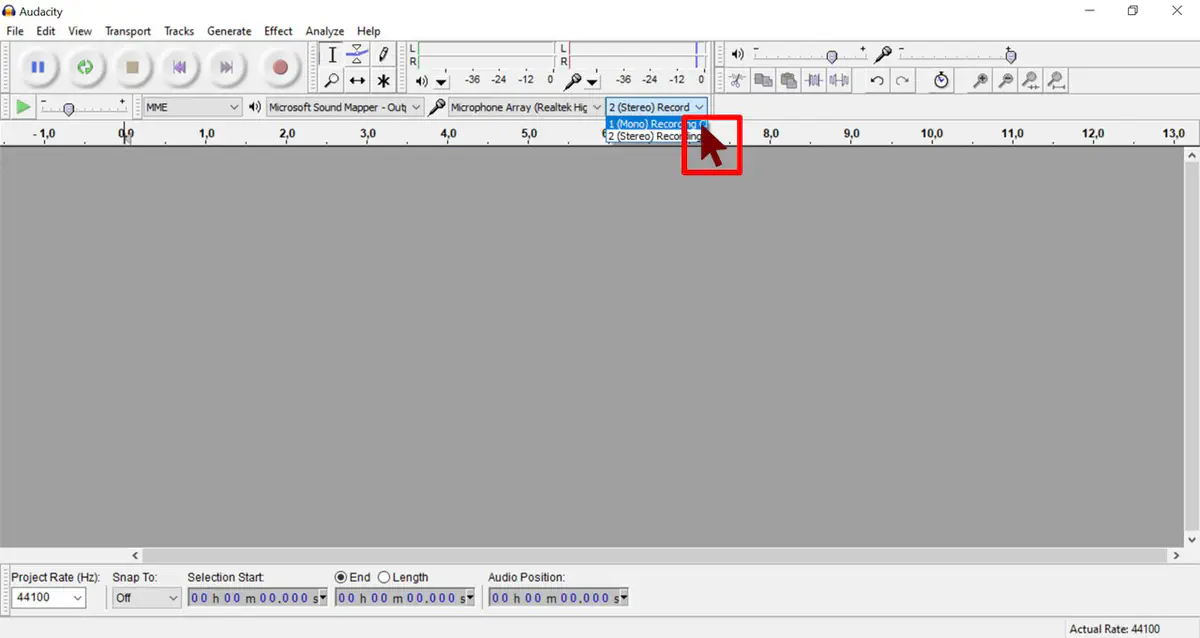 Audacity
File Edit View Transport Tracks Generate Effect Analyze Help
L
R
-36 -24 -12 0
L
R
-36 -24 -12 0
MME
Microsoft Sound Mapper - Outp
Microphone Array (Realtek Hig
2 (Stereo) Record
1 (Mono) Recording
2 (Stereo) Recording
-1,0 0,0 1,0 2,0 3,0 4,0 5,0 8,0 9,0 10,0 11,0 12,0 13,0
Project Rate (Hz): Snap To: Selection Start: End Length Audio Position:
44100 Off 00 h 00 m 00.000 s 00 h 00 m 00.000 s 00 h 00 m 00.000 s
Actual Rate: 44100